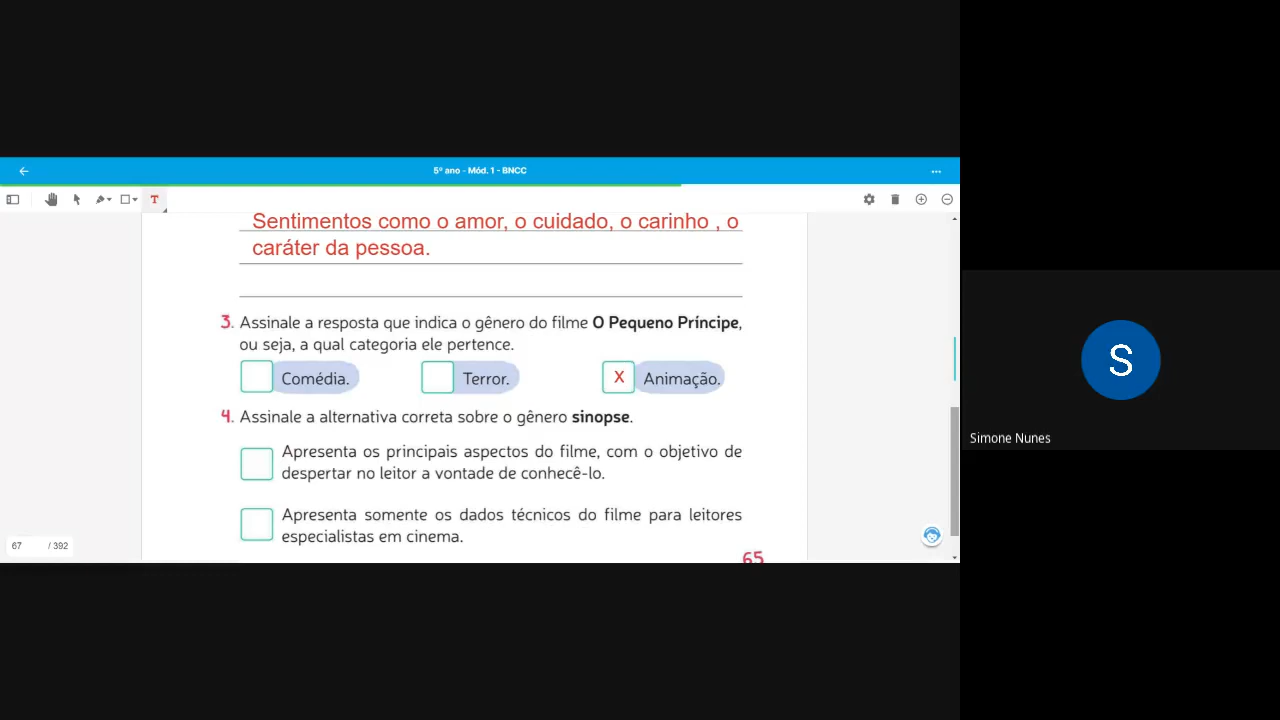 5º ano - Mód. 1 - BNCC
T
Sentimentos como o amor, o cuidado, o carinho , o
caráter da pessoa.
3. Assinale a resposta que indica o gênero do filme O Pequeno Príncipe,
ou seja, a qual categoria ele pertence.
Comédia. Terror. X Animação.
4. Assinale a alternativa correta sobre o gênero sinopse.
Apresenta os principais aspectos do filme, com o objetivo de
despertar no leitor a vontade de conhecê-lo.
Apresenta somente os dados técnicos do filme para leitores
especialistas em cinema.
67 / 392
65
S
Simone Nunes